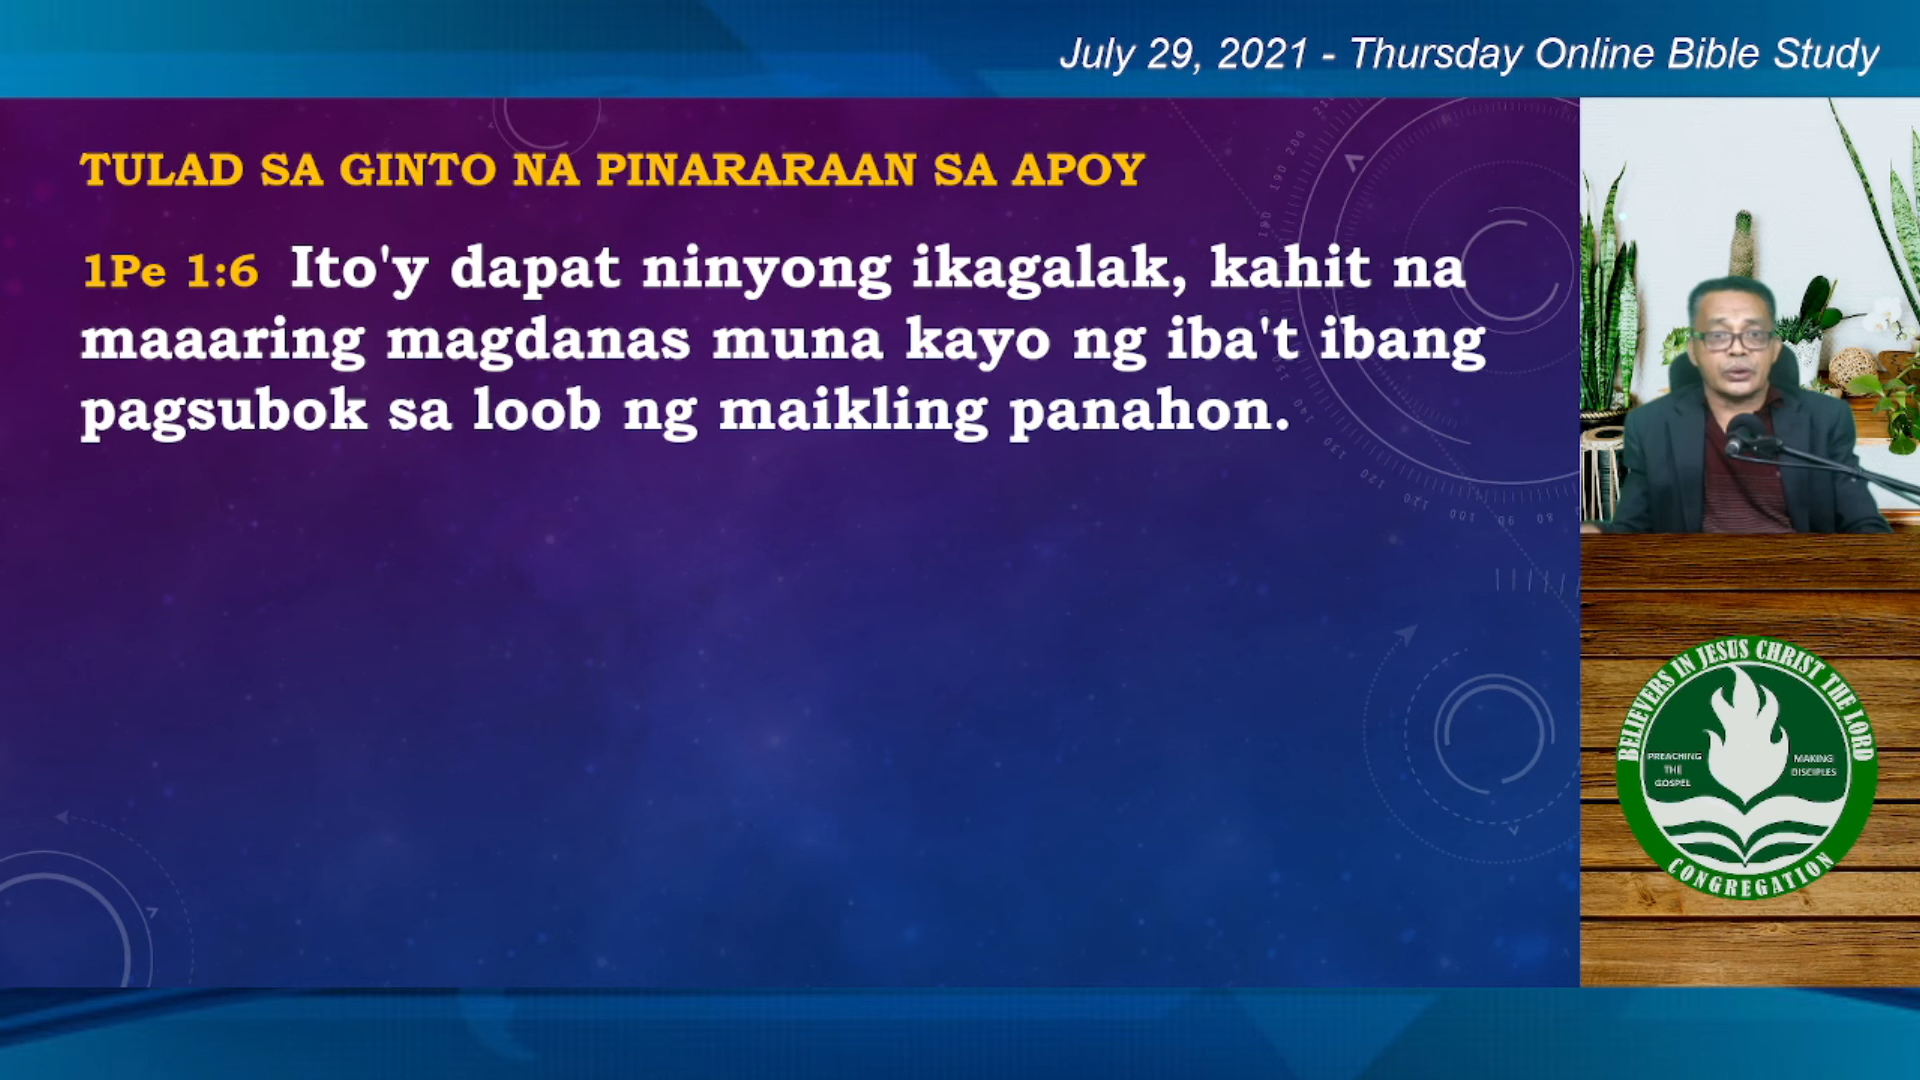 July 29, 2021 - Thursday Online Bible Study
TULAD SA GINTO NA PINARARAAN SA APOY
1Pe 1:6 Ito'y dapat ninyong ikagalak, kahit na
maaaring magdanas muna kayo ng iba't ibang
pagsubok sa loob ng maikling panahon.
BELIEVERS IN JESUS CHRIST THE LORD
PREACHING
THE
GOSPEL
MAKING
DISCIPLES
CONGREGATION